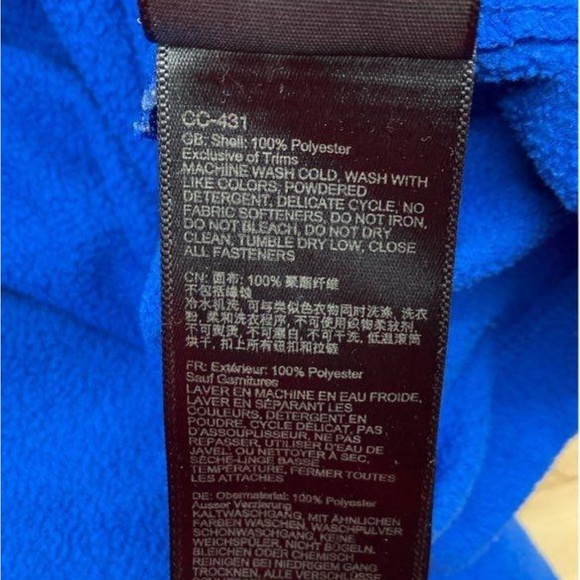 CC-431
GB: Shell: 100% Polyester
Exclusive of Trims
MACHINE WASH COLD, WASH WITH
LIKE COLORS, POWDERED
DETERGENT, DELICATE CYCLE, NO
FABRIC SOFTENERS, DO NOT IRON,
DO NOT BLEACH, DO NOT DRY
CLEAN, TUMBLE DRY LOW, CLOSE
ALL FASTENERS
CN: 面布: 100% 聚酯纤维
不包括缘饰
冷水机洗, 可与类似色衣物同时洗涤, 洗衣
粉, 柔和洗衣周期, 不可使用织物柔软剂,
不可熨烫, 不可漂白, 不可干洗, 低温滚筒
烘干, 扣上所有钮扣和拉链
FR: Extérieur: 100% Polyester
Sauf Garnitures
LAVER EN MACHINE EN EAU FROIDE,
LAVER EN SÉPARANT LES
COULEURS, DÉTERGENT EN
POUDRE, CYCLE DÉLICAT, PAS
D'ASSOUPLISSEUR, NE PAS
REPASSER, UTILISER D'EAU DE
JAVEL, OU NETTOYER À SEC,
SÈCHE-LINGE BASSE
TEMPÉRATURE, FERMER TOUTES
LES ATTACHES
DE: Obermaterial: 100% Polyester
Ausser Verzierung
KALTWASCHGANG, MIT ÄHNLICHEN
FARBEN WASCHEN, WASCHPULVER
SCHONWASCHGANG, KEINE
WEICHSPÜLER, NICHT BÜGELN,
BLEICHEN ODER CHEMISCH
REINIGEN BEI NIEDRIGEM GANG